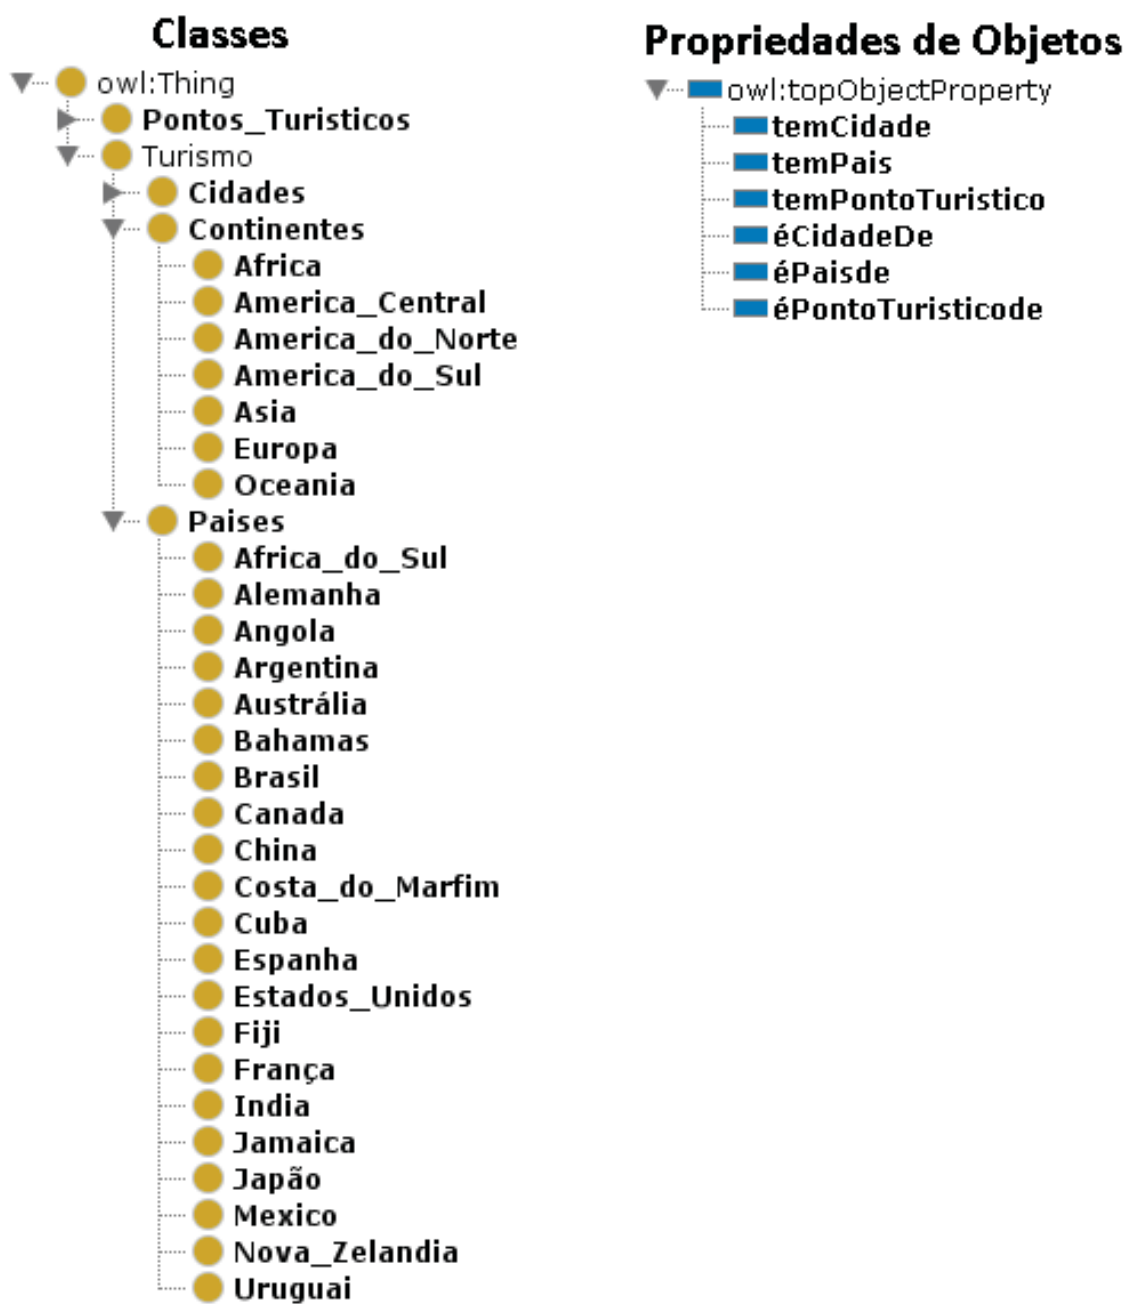 Classes
owl:Thing
Pontos_Turisticos
Turismo
Cidades
Continentes
Africa
America_Central
America_do_Norte
America_do_Sul
Asia
Europa
Oceania
Paises
Africa_do_Sul
Alemanha
Angola
Argentina
Austrália
Bahamas
Brasil
Canada
China
Costa_do_Marfim
Cuba
Espanha
Estados_Unidos
Fiji
França
India
Jamaica
Japão
Mexico
Nova_Zelandia
Uruguai
Propriedades de Objetos
owl:topObjectProperty
temCidade
temPais
temPontoTuristico
éCidadeDe
éPaisde
éPontoTuristicode